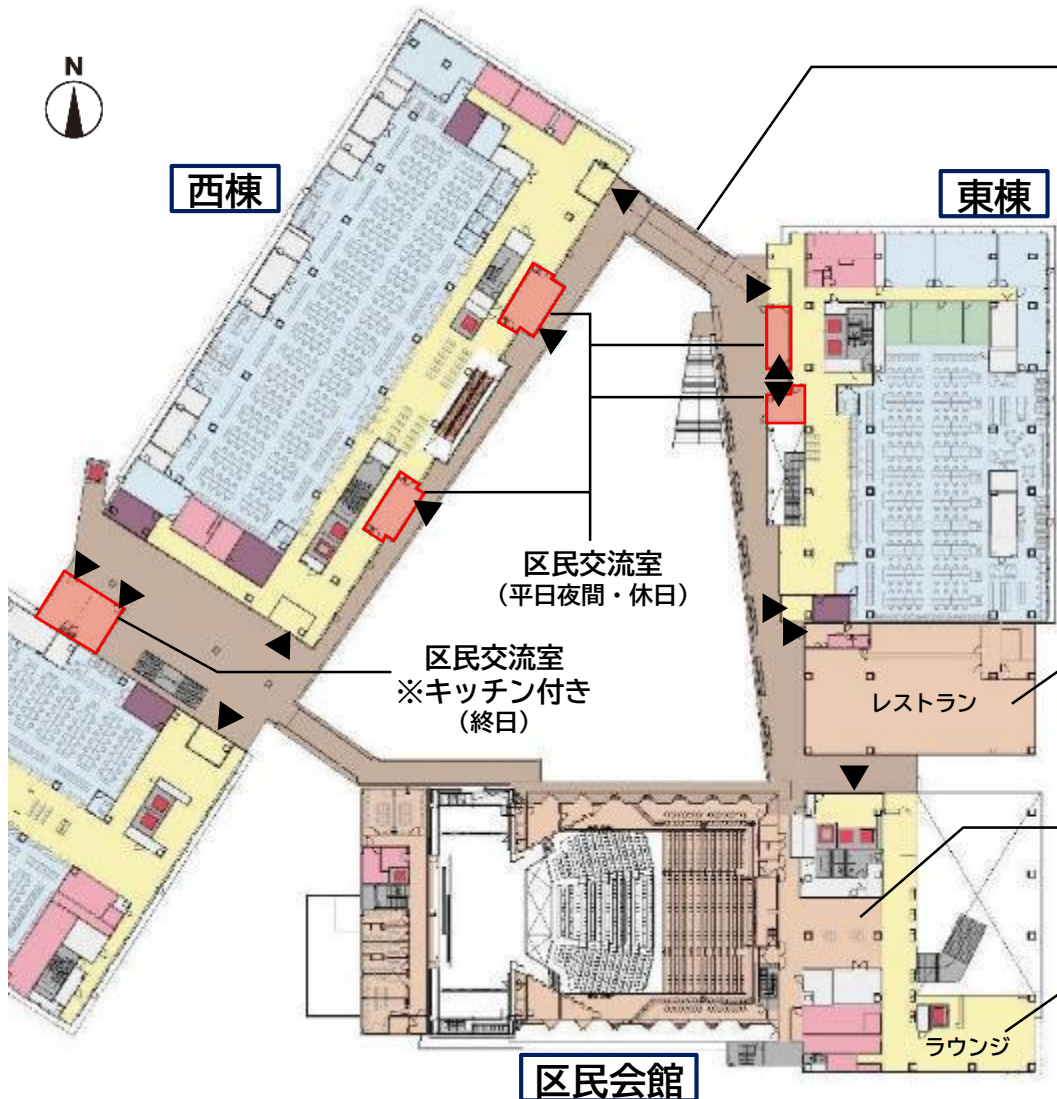 N
西棟
東棟
区民交流室
(平日夜間・休日)
区民交流室
※キッチン付き
(終日)
レストラン
ラウンジ
区民会館